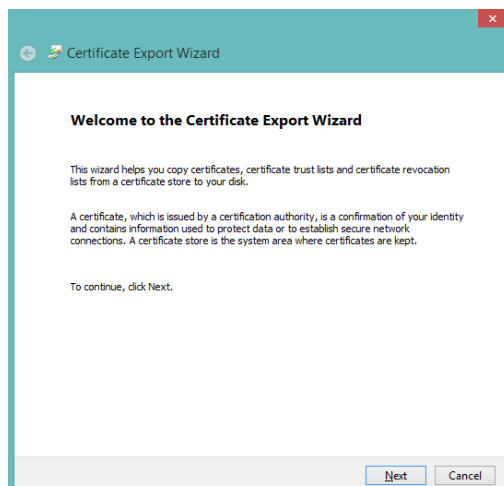 Certificate Export Wizard
Welcome to the Certificate Export Wizard
This wizard helps you copy certificates, certificate trust lists and certificate revocation
lists from a certificate store to your disk.
A certificate, which is issued by a certification authority, is a confirmation of your identity
and contains information used to protect data or to establish secure network
connections. A certificate store is the system area where certificates are kept.
To continue, click Next.
Next Cancel